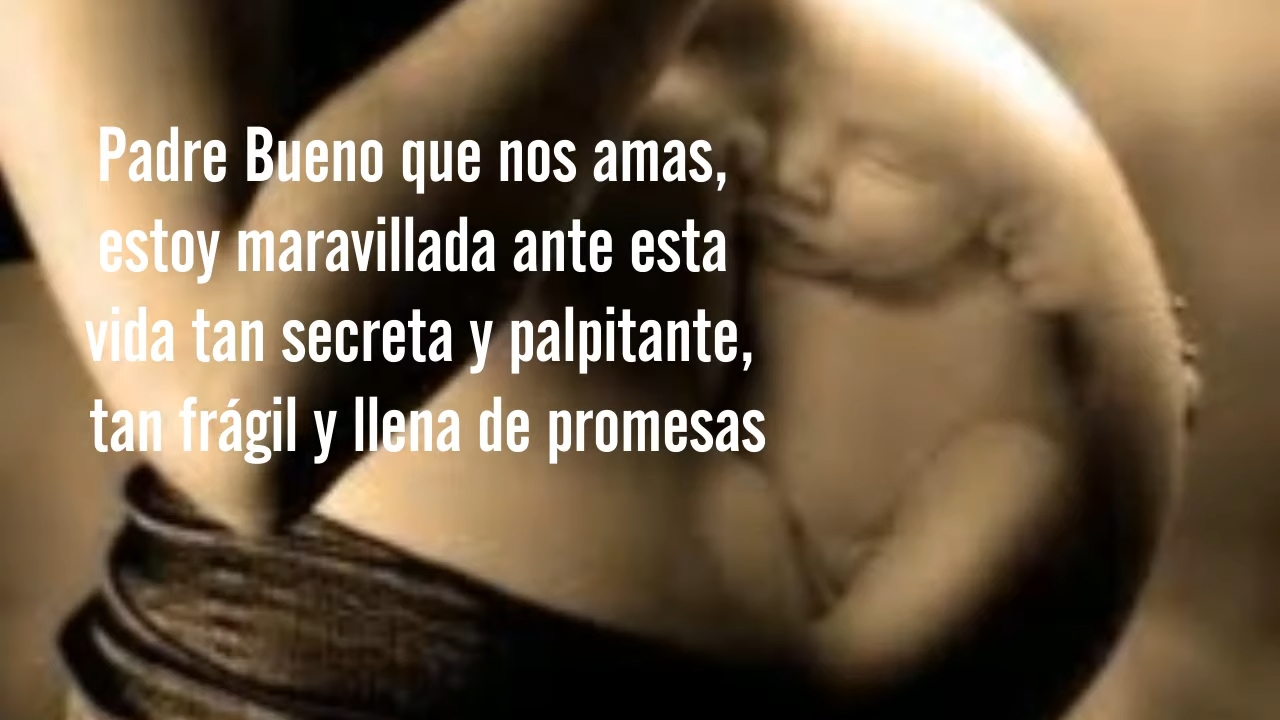 Padre Bueno que nos amas,
estoy maravillada ante esta
vida tan secreta y palpitante,
tan frágil y llena de promesas